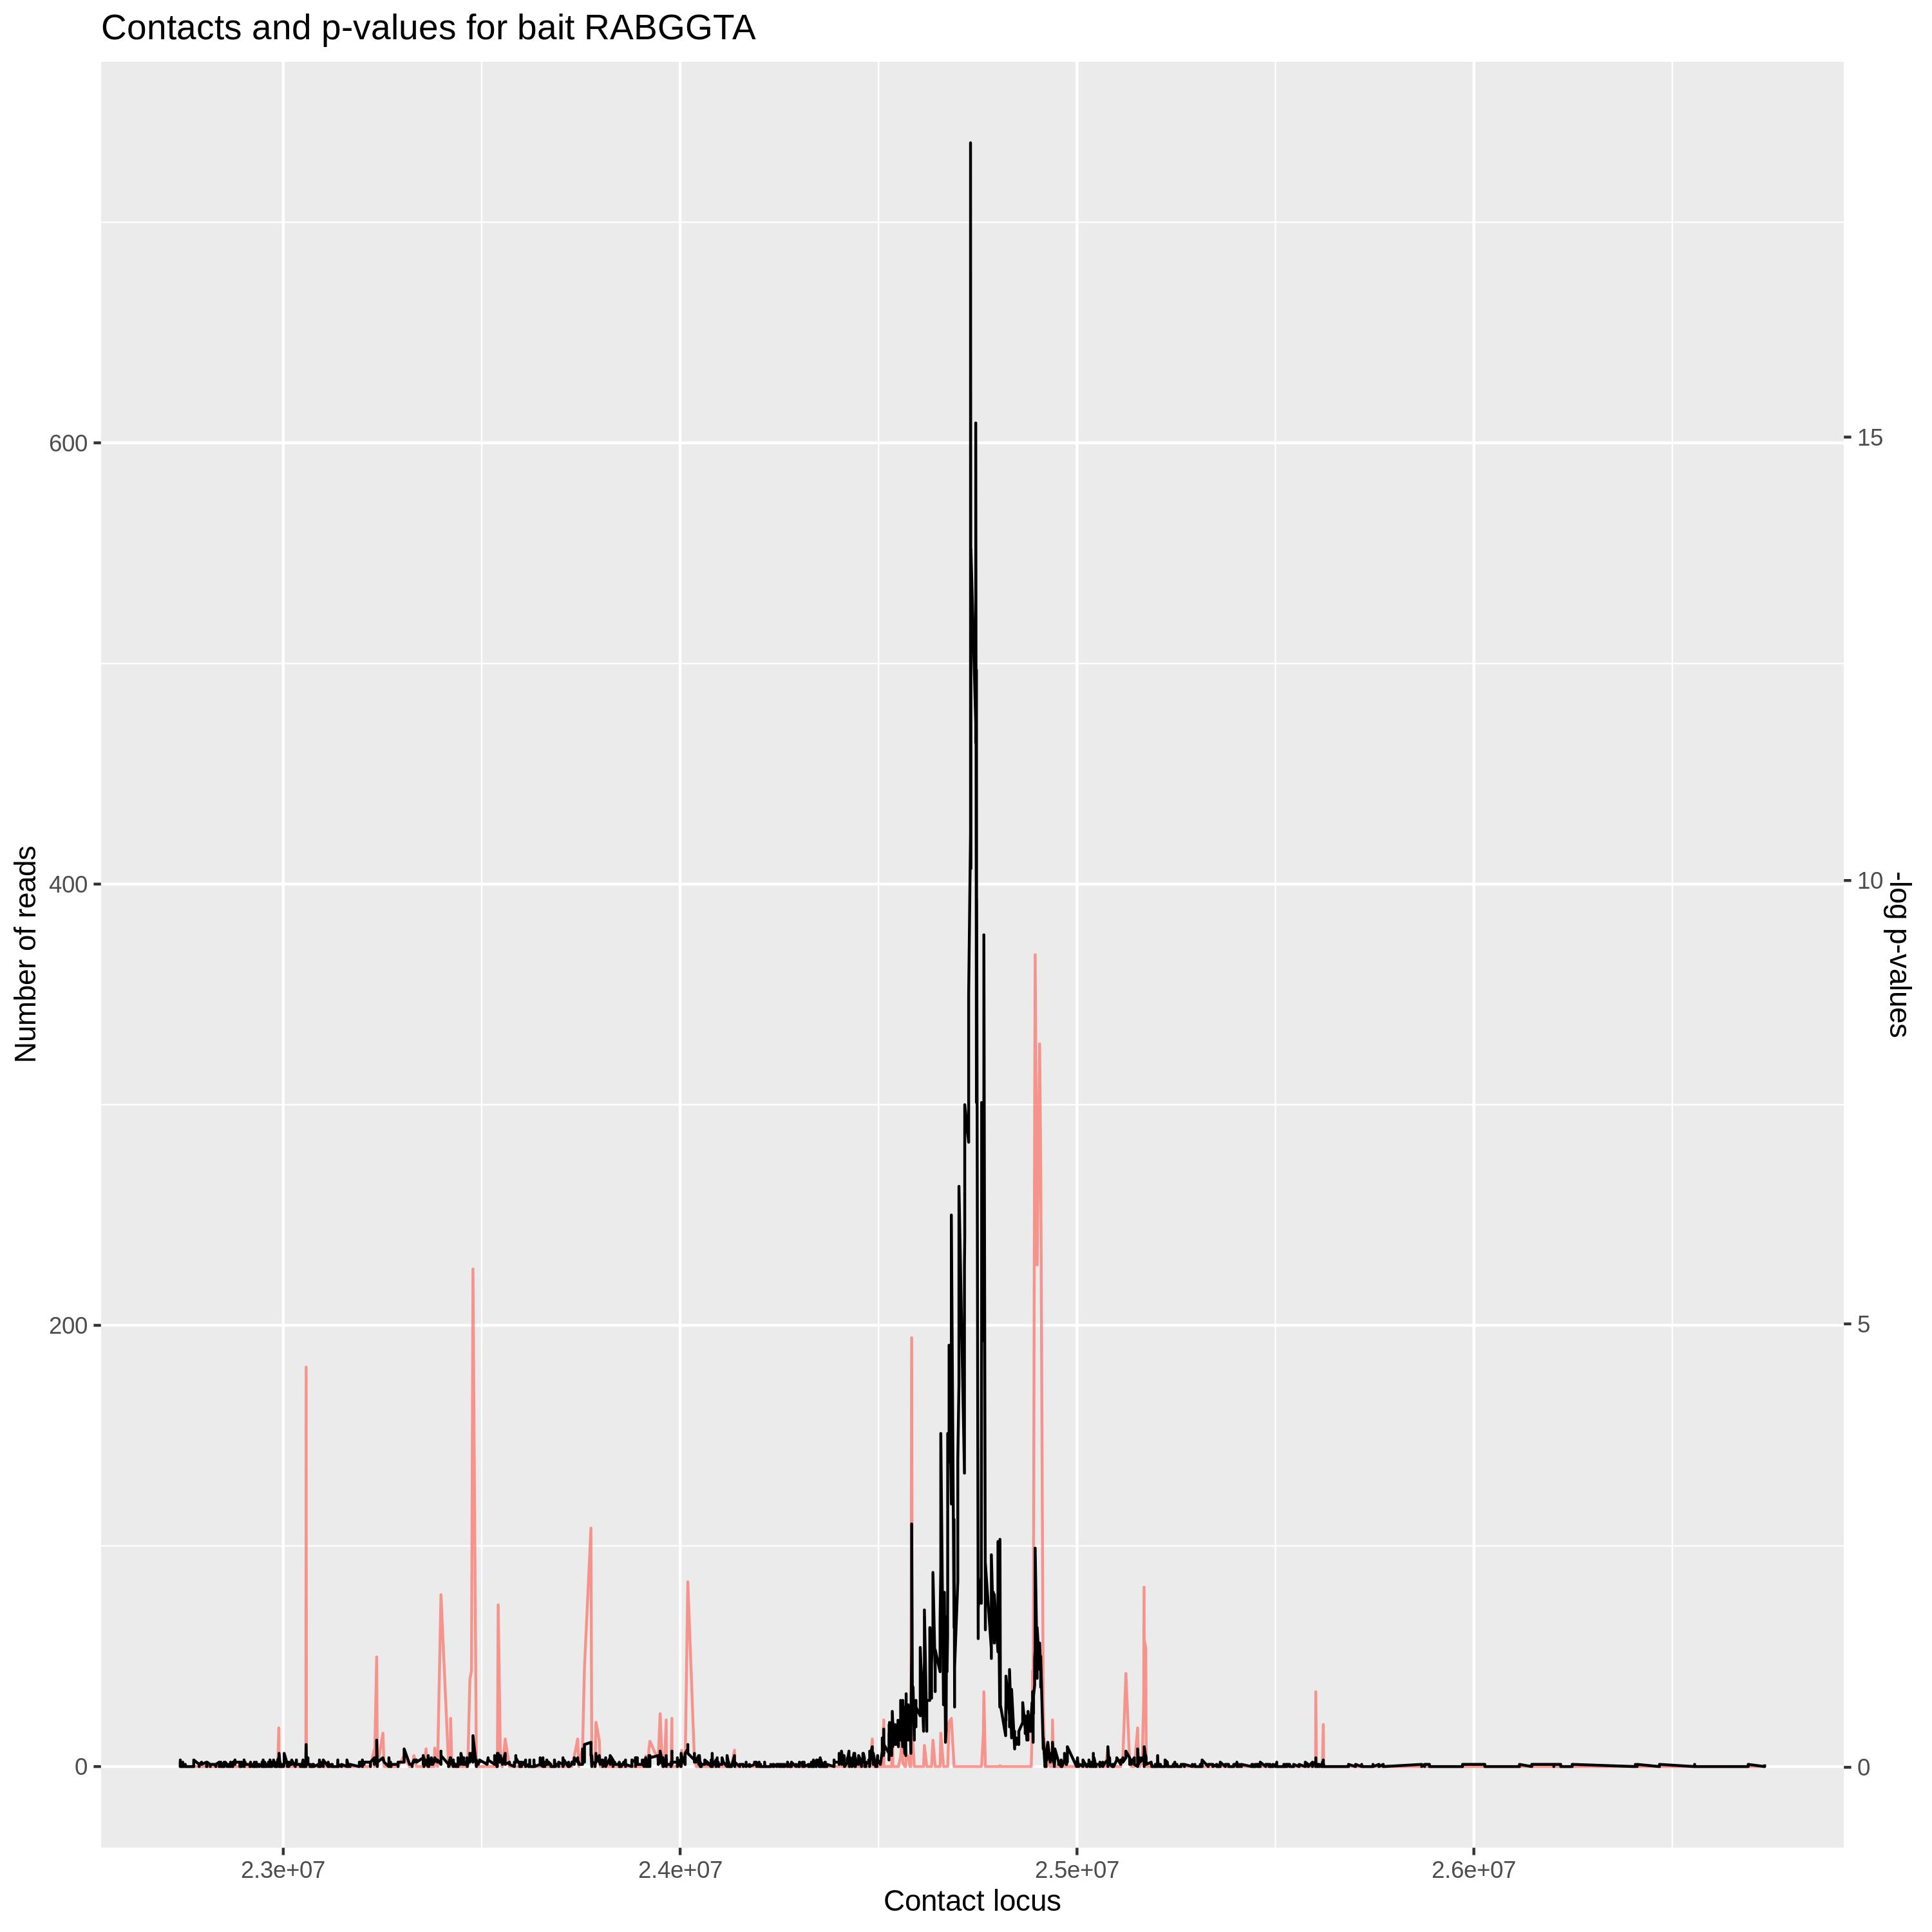 Contacts and p-values for bait RABGGTA
600
400
200
0
Number of reads
15
10
5
0
-log p-values
2.3e+07
2.4e+07
2.5e+07
2.6e+07
Contact locus